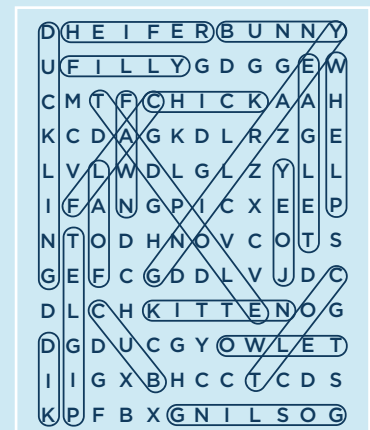 D H E I F E R B U N N Y
U F I L L Y G D G G E W
C M T F C H I C K A A H
K C D A G K D L R Z G E
L V L W D L G L Z Y L L
I F A N G P I C X E E P
N T O D H N O V C O T S
G E F C G D D L V J D C
D L C H K I T T E N O G
D G D U C G Y O W L E T
I I G X B H C C T C D S
K P F B X G N I L S O G